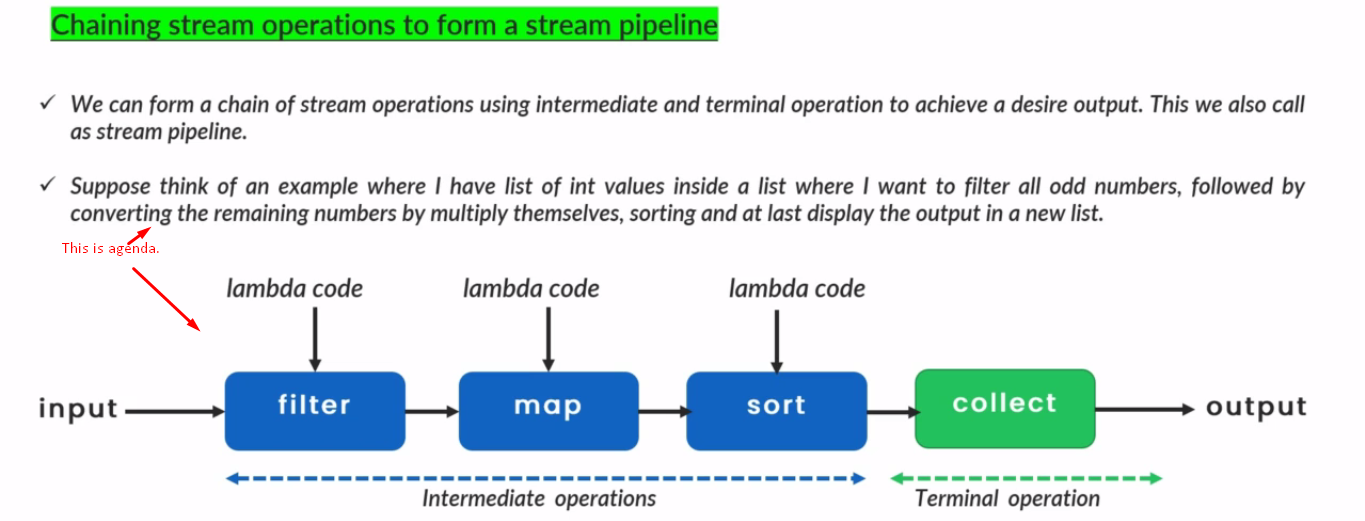 Chaining stream operations to form a stream pipeline
✓ We can form a chain of stream operations using intermediate and terminal operation to achieve a desire output. This we also call
as stream pipeline.
✓ Suppose think of an example where I have list of int values inside a list where I want to filter all odd numbers, followed by
converting the remaining numbers by multiply themselves, sorting and at last display the output in a new list.
This is agenda.
lambda code lambda code lambda code
input filter map sort collect output
Intermediate operations Terminal operation